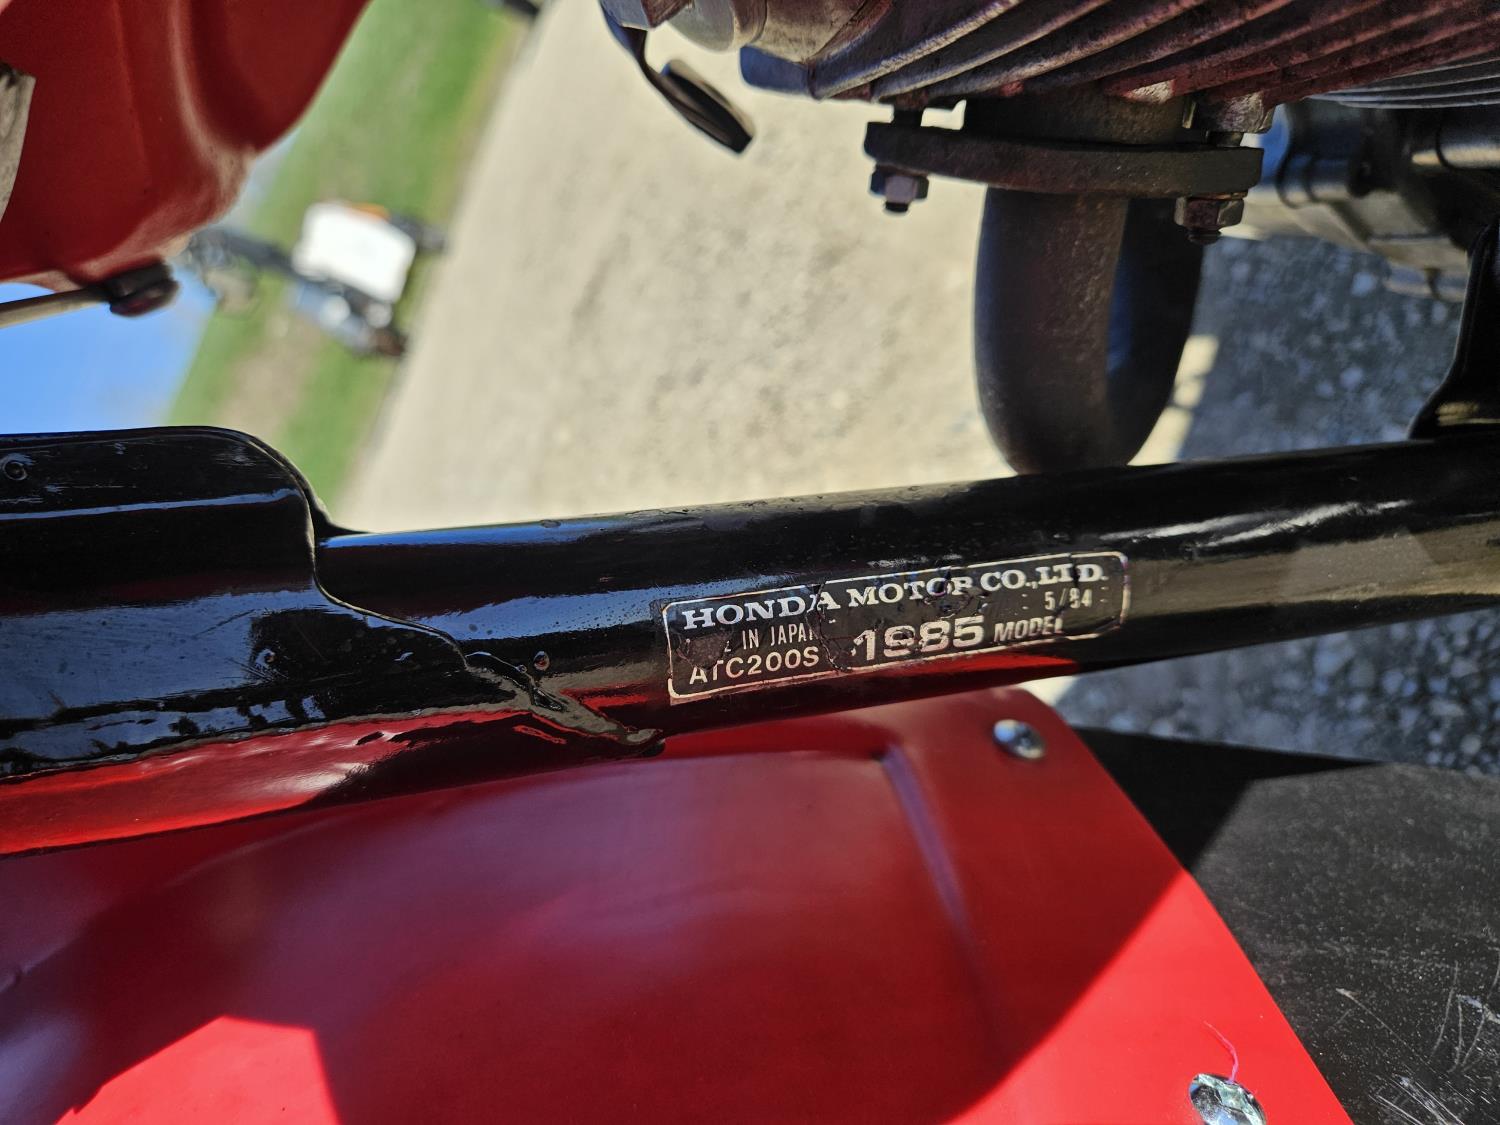 HONDA MOTOR CO.,LTD.
IN JAPAN 5/84
ATC200S 1985 MODEL